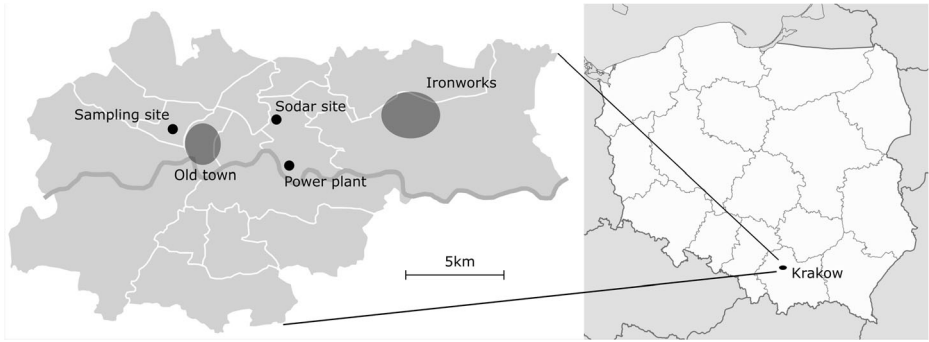 Ironworks
Sampling site
Sodar site
Old town
Power plant
5km
Krakow